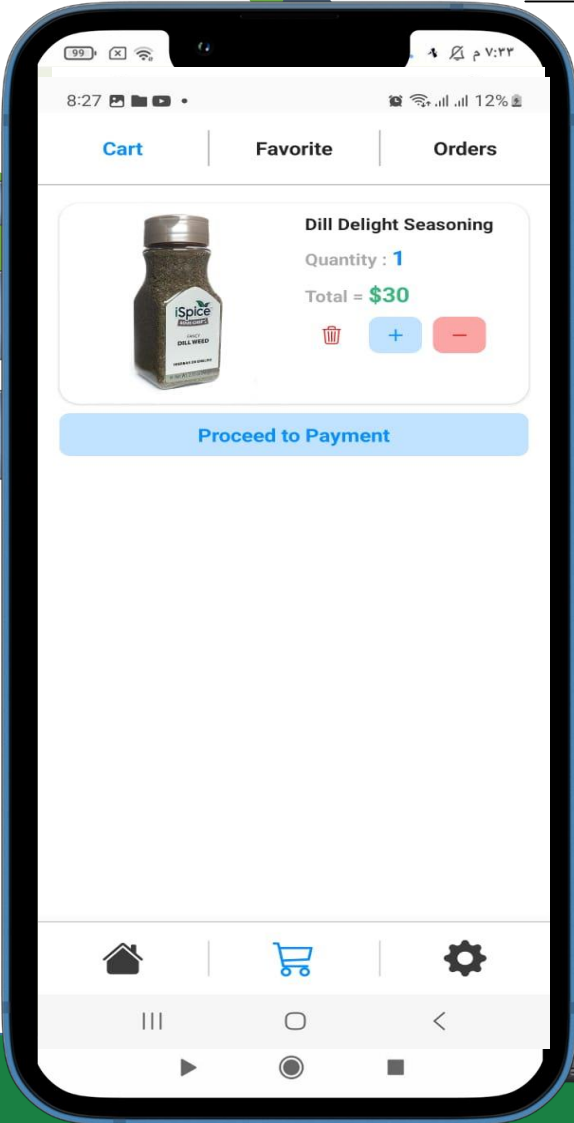 99
٧:٣٣ م
8:27
12%
Cart
Favorite
Orders
Dill Delight Seasoning
Quantity : 1
Total = $30
iSpice
DILL WEED
Proceed to Payment